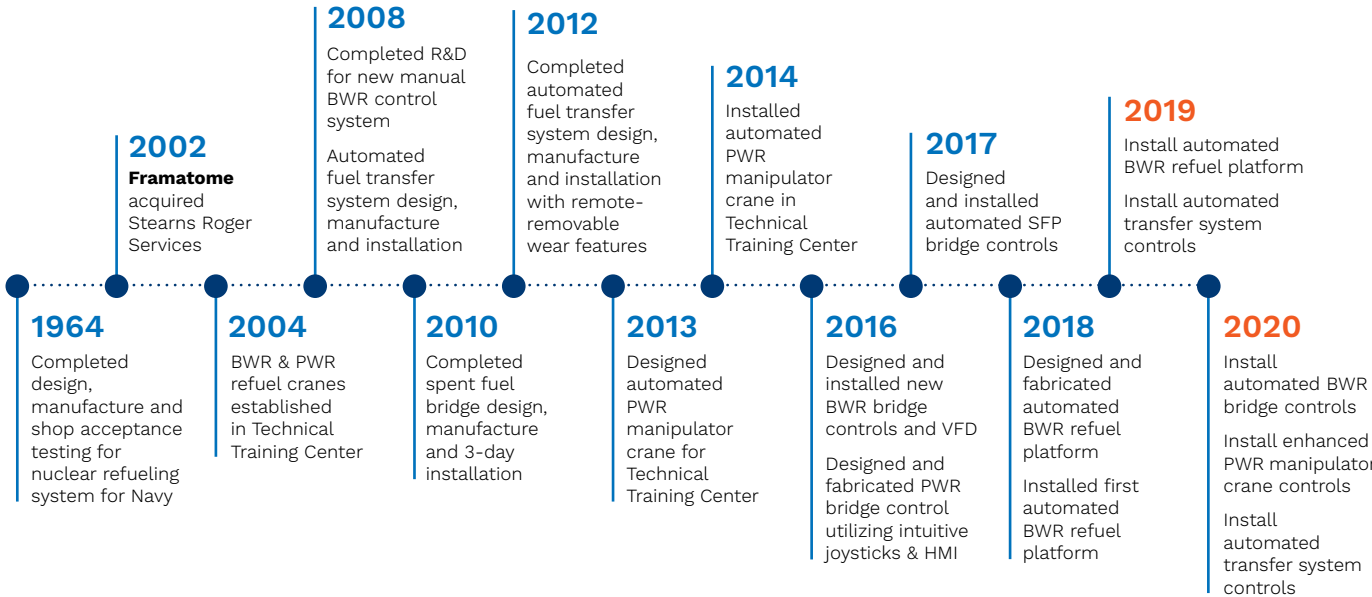 2008
Completed R&D
for new manual
BWR control
system
Automated
fuel transfer
system design,
manufacture
and installation
2012
Completed
automated
fuel transfer
system design,
manufacture
and installation
with remote-
removable
wear features
2014
Installed
automated
PWR
manipulator
crane in
Technical
Training Center
2002
Framatome
acquired
Stearns Roger
Services
2017
Designed
and installed
automated SFP
bridge controls
2019
Install automated
BWR refuel platform
Install automated
transfer system
controls
1964
Completed
design,
manufacture and
shop acceptance
testing for
nuclear refueling
system for Navy
2004
BWR & PWR
refuel cranes
established
in Technical
Training Center
2010
Completed
spent fuel
bridge design,
manufacture
and 3-day
installation
2013
Designed
automated
PWR
manipulator
crane for
Technical
Training Center
2016
Designed and
installed new
BWR bridge
controls and VFD
Designed and
fabricated PWR
bridge control
utilizing intuitive
joysticks & HMI
2018
Designed and
fabricated
automated
BWR refuel
platform
Installed first
automated
BWR refuel
platform
2020
Install
automated BWR
bridge controls
Install enhanced
PWR manipulator
crane controls
Install
automated
transfer system
controls